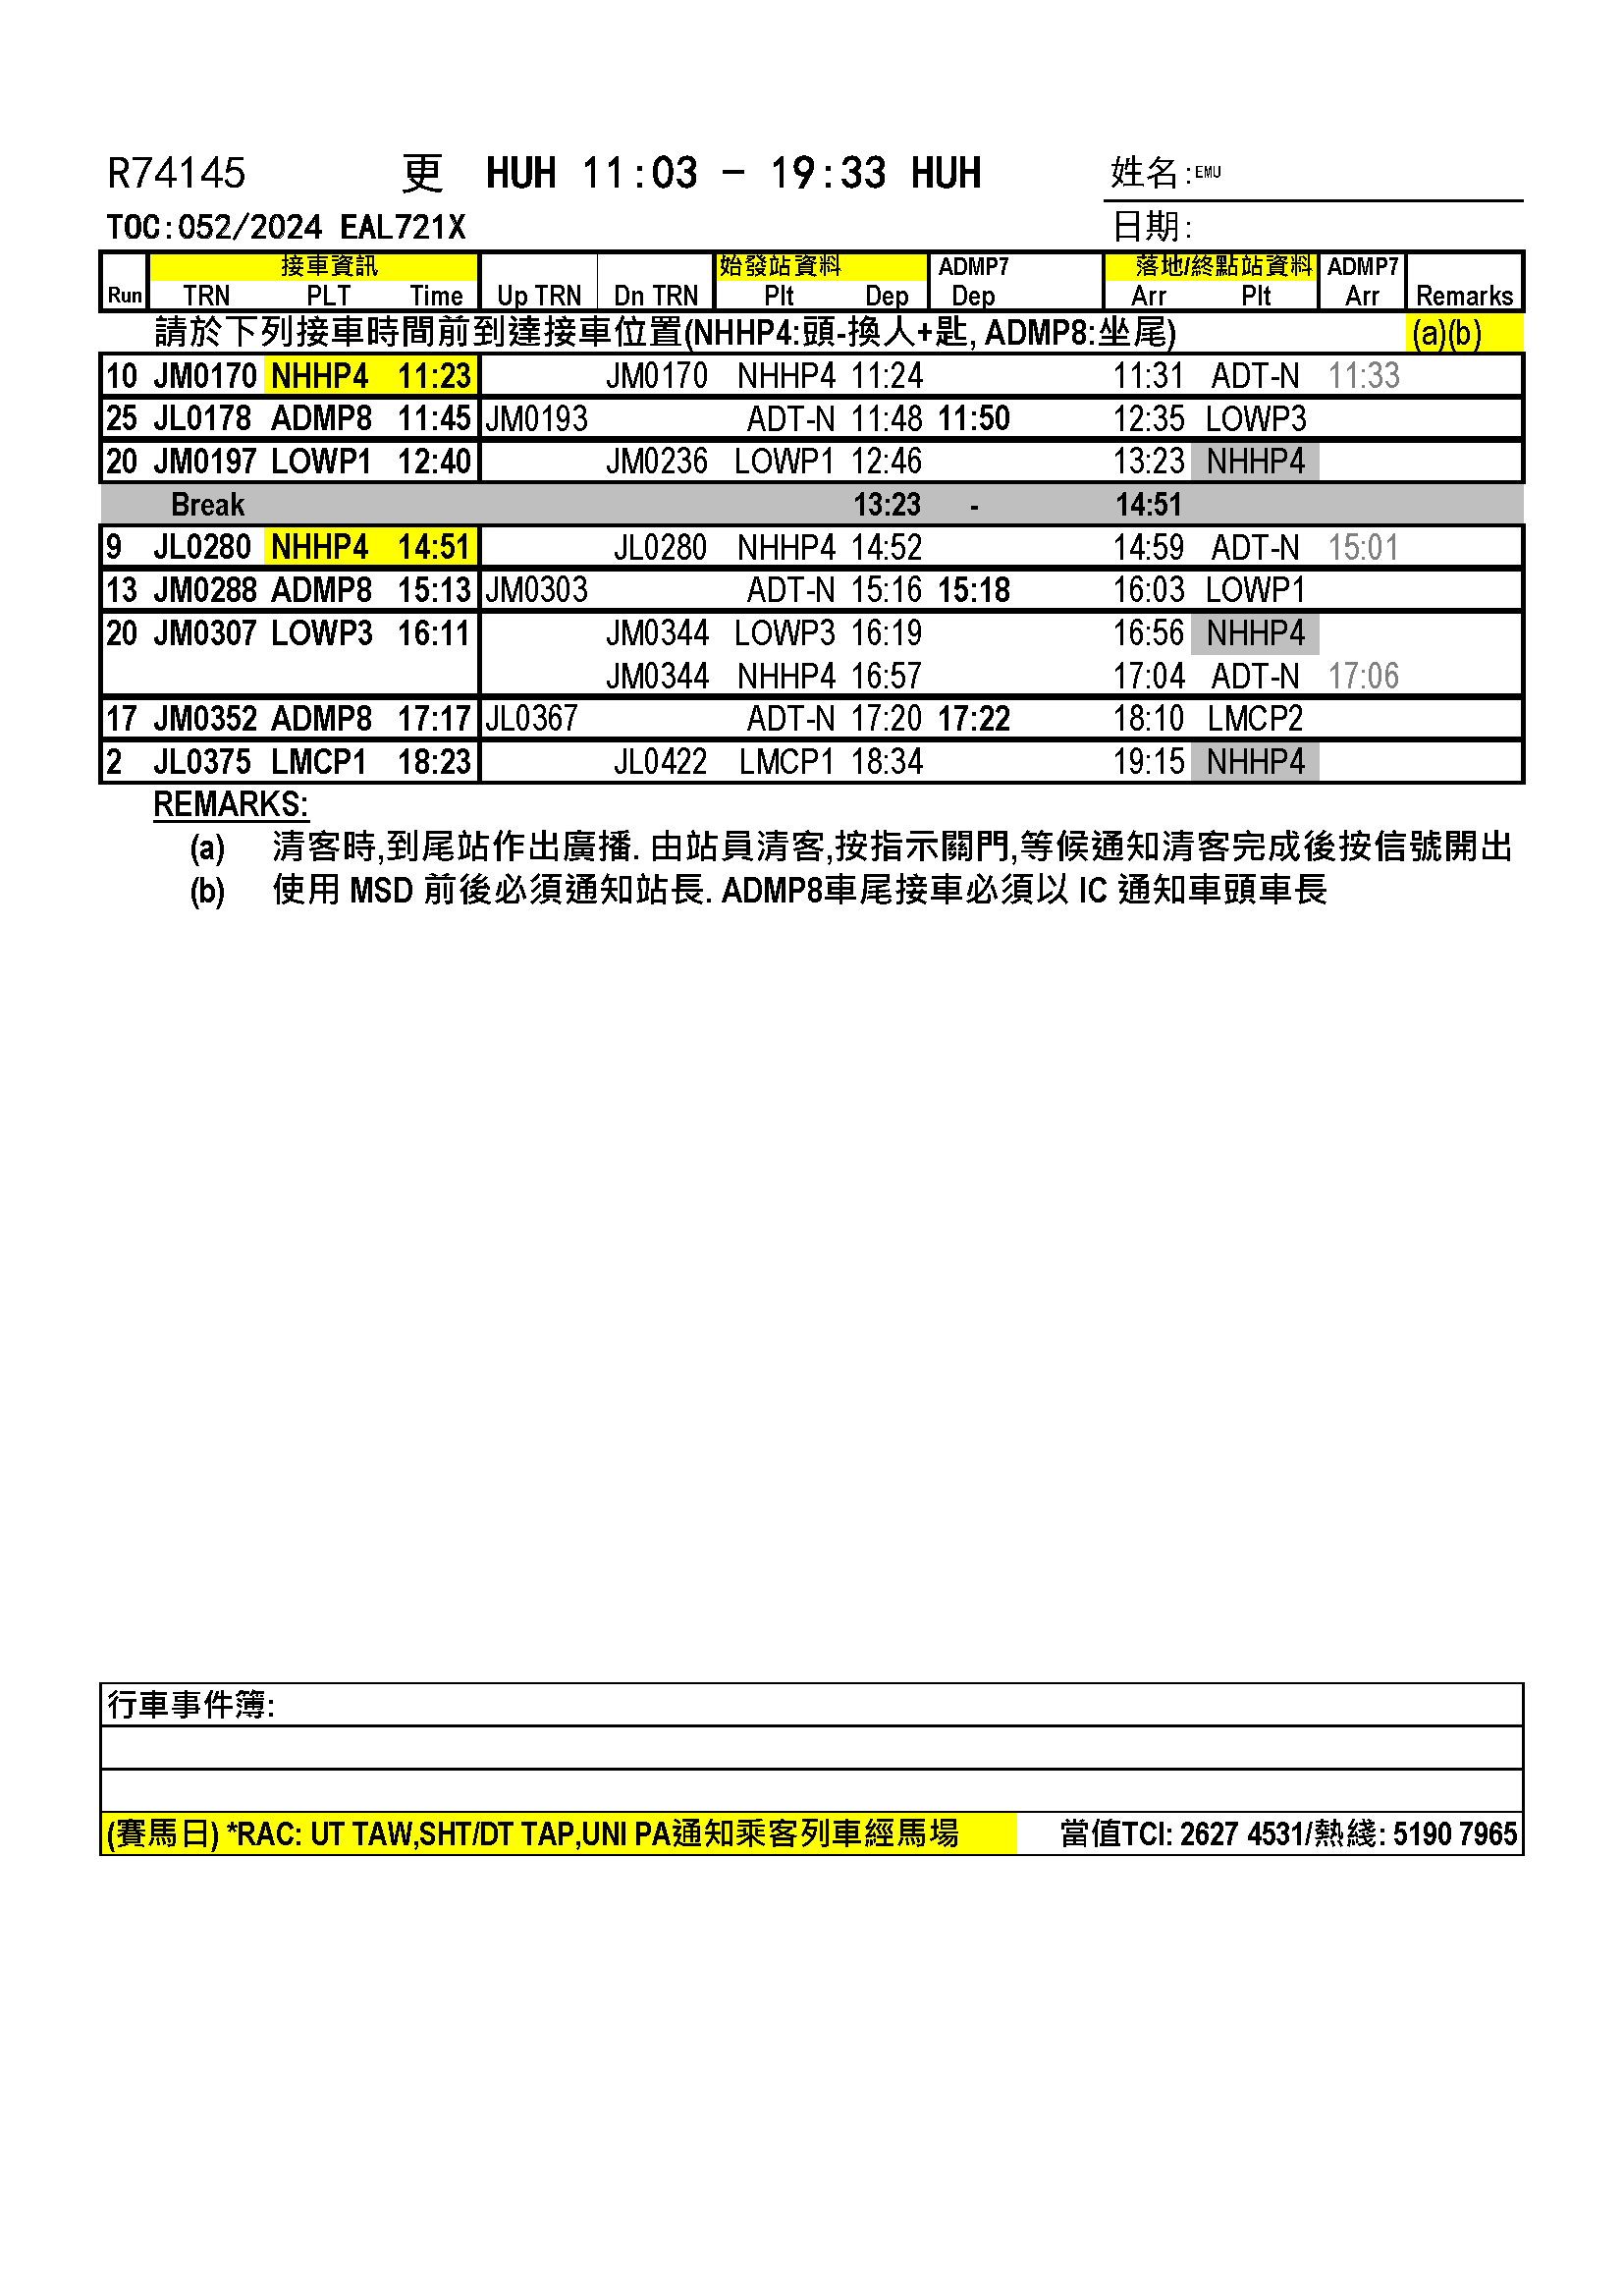 R74145 更 HUH 11:03 - 19:33 HUH 姓名:EMU
TOC:052/2024 EAL721X 日期:
接車資訊 始發站資料 ADMP7 落地/終點站資料 ADMP7
Run TRN PLT Time Up TRN Dn TRN Plt Dep Dep Arr Plt Arr Remarks
請於下列接車時間前到達接車位置(NHHP4:頭-換人+匙, ADMP8:坐尾) (a)(b)
10 JM0170 NHHP4 11:23 JM0170 NHHP4 11:24 11:31 ADT-N 11:33
25 JL0178 ADMP8 11:45 JM0193 ADT-N 11:48 11:50 12:35 LOWP3
20 JM0197 LOWP1 12:40 JM0236 LOWP1 12:46 13:23 NHHP4
Break 13:23 - 14:51
9 JL0280 NHHP4 14:51 JL0280 NHHP4 14:52 14:59 ADT-N 15:01
13 JM0288 ADMP8 15:13 JM0303 ADT-N 15:16 15:18 16:03 LOWP1
20 JM0307 LOWP3 16:11 JM0344 LOWP3 16:19 16:56 NHHP4
JM0344 NHHP4 16:57 17:04 ADT-N 17:06
17 JM0352 ADMP8 17:17 JL0367 ADT-N 17:20 17:22 18:10 LMCP2
2 JL0375 LMCP1 18:23 JL0422 LMCP1 18:34 19:15 NHHP4
REMARKS:
(a) 清客時,到尾站作出廣播. 由站員清客,按指示關門,等候通知清客完成後按信號開出
(b) 使用 MSD 前後必須通知站長. ADMP8車尾接車必須以 IC 通知車頭車長
行車事件簿:
(賽馬日) *RAC: UT TAW,SHT/DT TAP,UNI PA通知乘客列車經馬場 當值TCI: 2627 4531/熱綫: 5190 7965